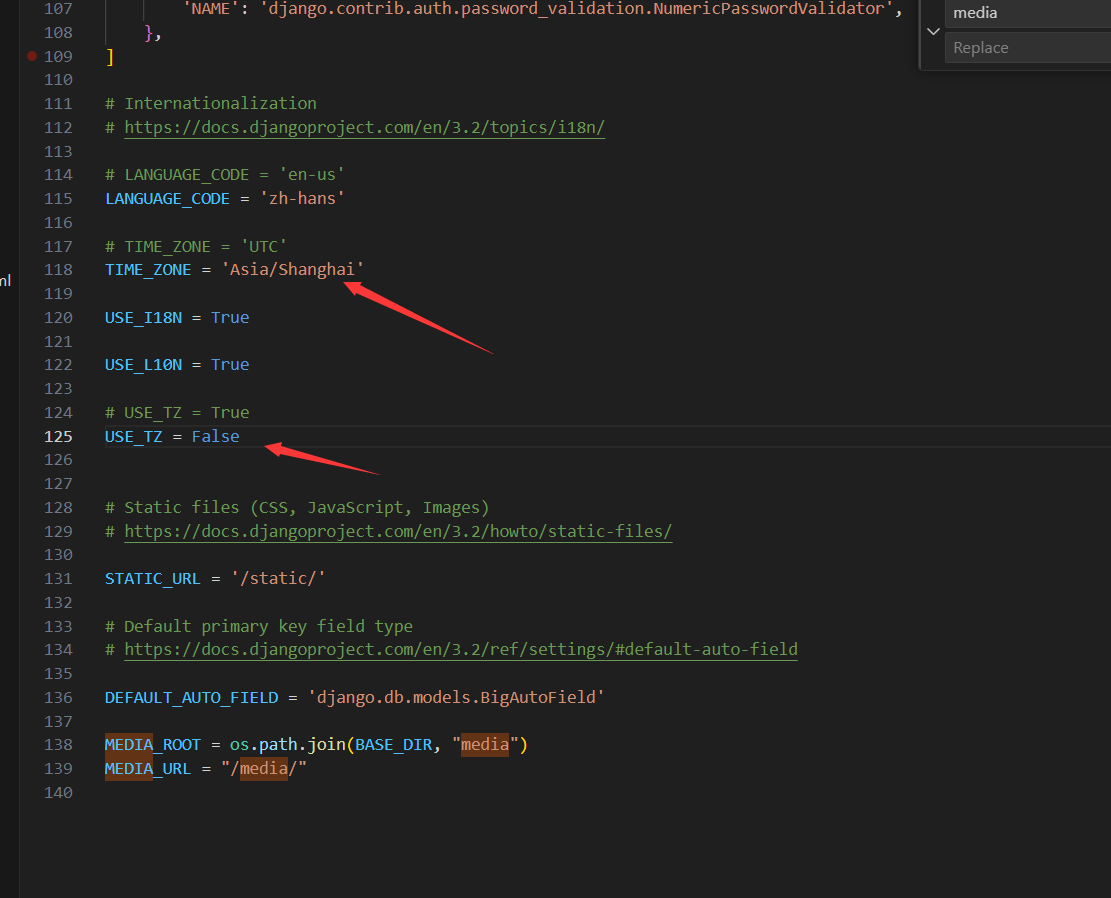 107 'NAME': 'django.contrib.auth.password_validation.NumericPasswordValidator',
108 },
109 ]
110
111 # Internationalization
112 # https://docs.djangoproject.com/en/3.2/topics/i18n/
113
114 # LANGUAGE_CODE = 'en-us'
115 LANGUAGE_CODE = 'zh-hans'
116
117 # TIME_ZONE = 'UTC'
118 TIME_ZONE = 'Asia/Shanghai'
119
120 USE_I18N = True
121
122 USE_L10N = True
123
124 # USE_TZ = True
125 USE_TZ = False
126
127
128 # Static files (CSS, JavaScript, Images)
129 # https://docs.djangoproject.com/en/3.2/howto/static-files/
130
131 STATIC_URL = '/static/'
132
133 # Default primary key field type
134 # https://docs.djangoproject.com/en/3.2/ref/settings/#default-auto-field
135
136 DEFAULT_AUTO_FIELD = 'django.db.models.BigAutoField'
137
138 MEDIA_ROOT = os.path.join(BASE_DIR, "media")
139 MEDIA_URL = "/media/"
140
media
Replace
ml